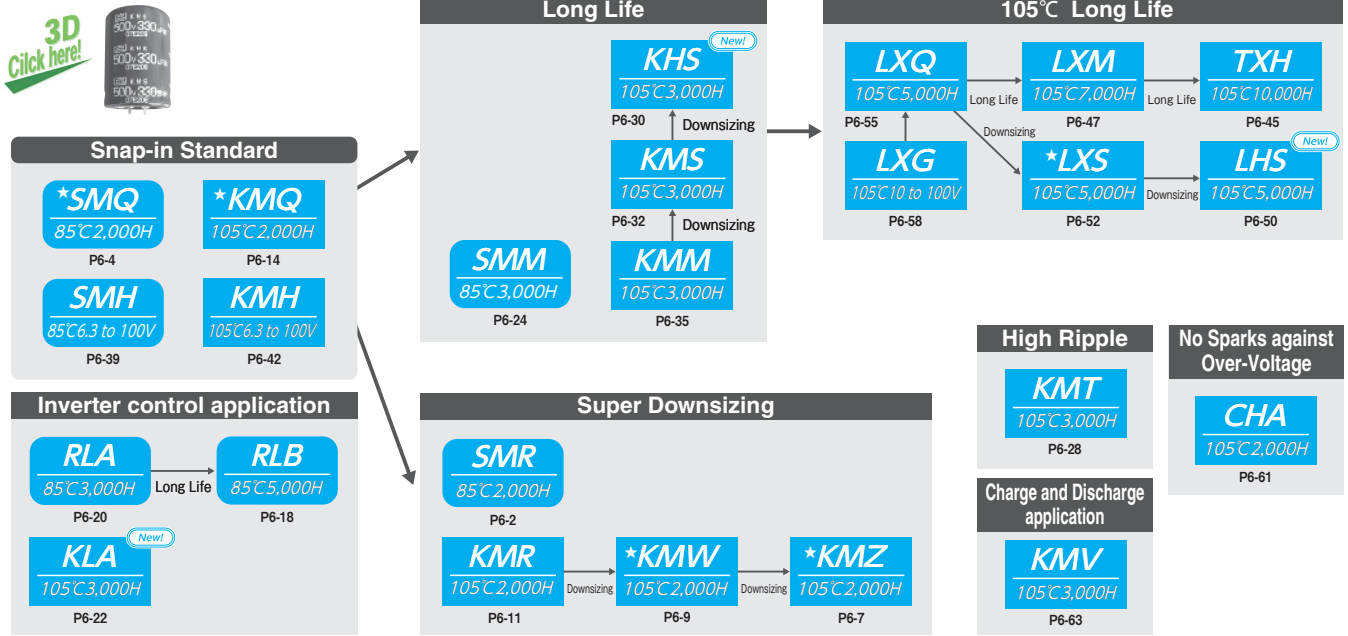 3D
Cilck here!
KMG
500v330µF
07E20B
KMG
500v330µF
07E20B
KMG
500v330
07E20B
Snap-in Standard
★SMQ
85℃2,000H
P6-4
★KMQ
105℃2,000H
P6-14
SMH
85℃6.3 to 100V
P6-39
KMH
105℃6.3 to 100V
P6-42
Inverter control application
RLA
85℃3,000H
P6-20
Long Life
RLB
85℃5,000H
P6-18
New!
KLA
105℃3,000H
P6-22
Long Life
New!
KHS
105℃3,000H
P6-30
Downsizing
KMS
105℃3,000H
P6-32
Downsizing
SMM
85℃3,000H
P6-24
KMM
105℃3,000H
P6-35
Super Downsizing
SMR
85℃2,000H
P6-2
KMR
105℃2,000H
P6-11
Downsizing
★KMW
105℃2,000H
P6-9
Downsizing
★KMZ
105℃2,000H
P6-7
105℃ Long Life
LXQ
105℃5,000H
P6-55
Long Life
LXM
105℃7,000H
P6-47
Long Life
TXH
105℃10,000H
P6-45
Downsizing
LXG
105℃10 to 100V
P6-58
★LXS
105℃5,000H
P6-52
Downsizing
New!
LHS
105℃5,000H
P6-50
High Ripple
KMT
105℃3,000H
P6-28
Charge and Discharge
application
KMV
105℃3,000H
P6-63
No Sparks against
Over-Voltage
CHA
105℃2,000H
P6-61